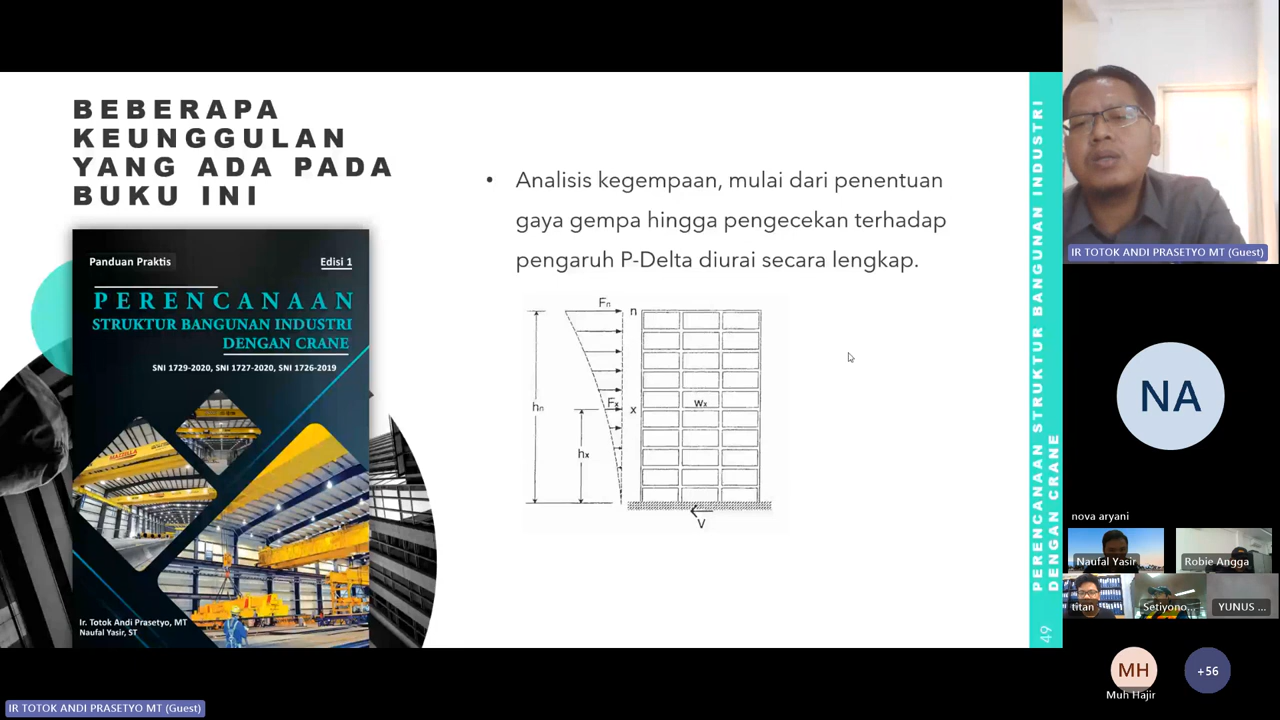 BEBERAPA
KEUNGGULAN
YANG ADA PADA
BUKU INI
Panduan Praktis
Edisi 1
PERENCANAAN
STRUKTUR BANGUNAN INDUSTRI
DENGAN CRANE
SNI 1729-2020, SNI 1727-2020, SNI 1726-2019
Ir. Totok Andi Prasetyo, MT
Naufal Yasir, ST
• Analisis kegempaan, mulai dari penentuan
gaya gempa hingga pengecekan terhadap
pengaruh P-Delta diurai secara lengkap.
Fn
n
hn
Fx
x
wx
hx
V
PERENCANAAN STRUKTUR BANGUNAN INDUSTRI
DENGAN CRANE
49
IR TOTOK ANDI PRASETYO MT (Guest)
NA
nova aryani
Naufal Yasir
Robie Angga
titan
Setiyono...
YUNUS ...
MH
Muh Hajir
+56
IR TOTOK ANDI PRASETYO MT (Guest)